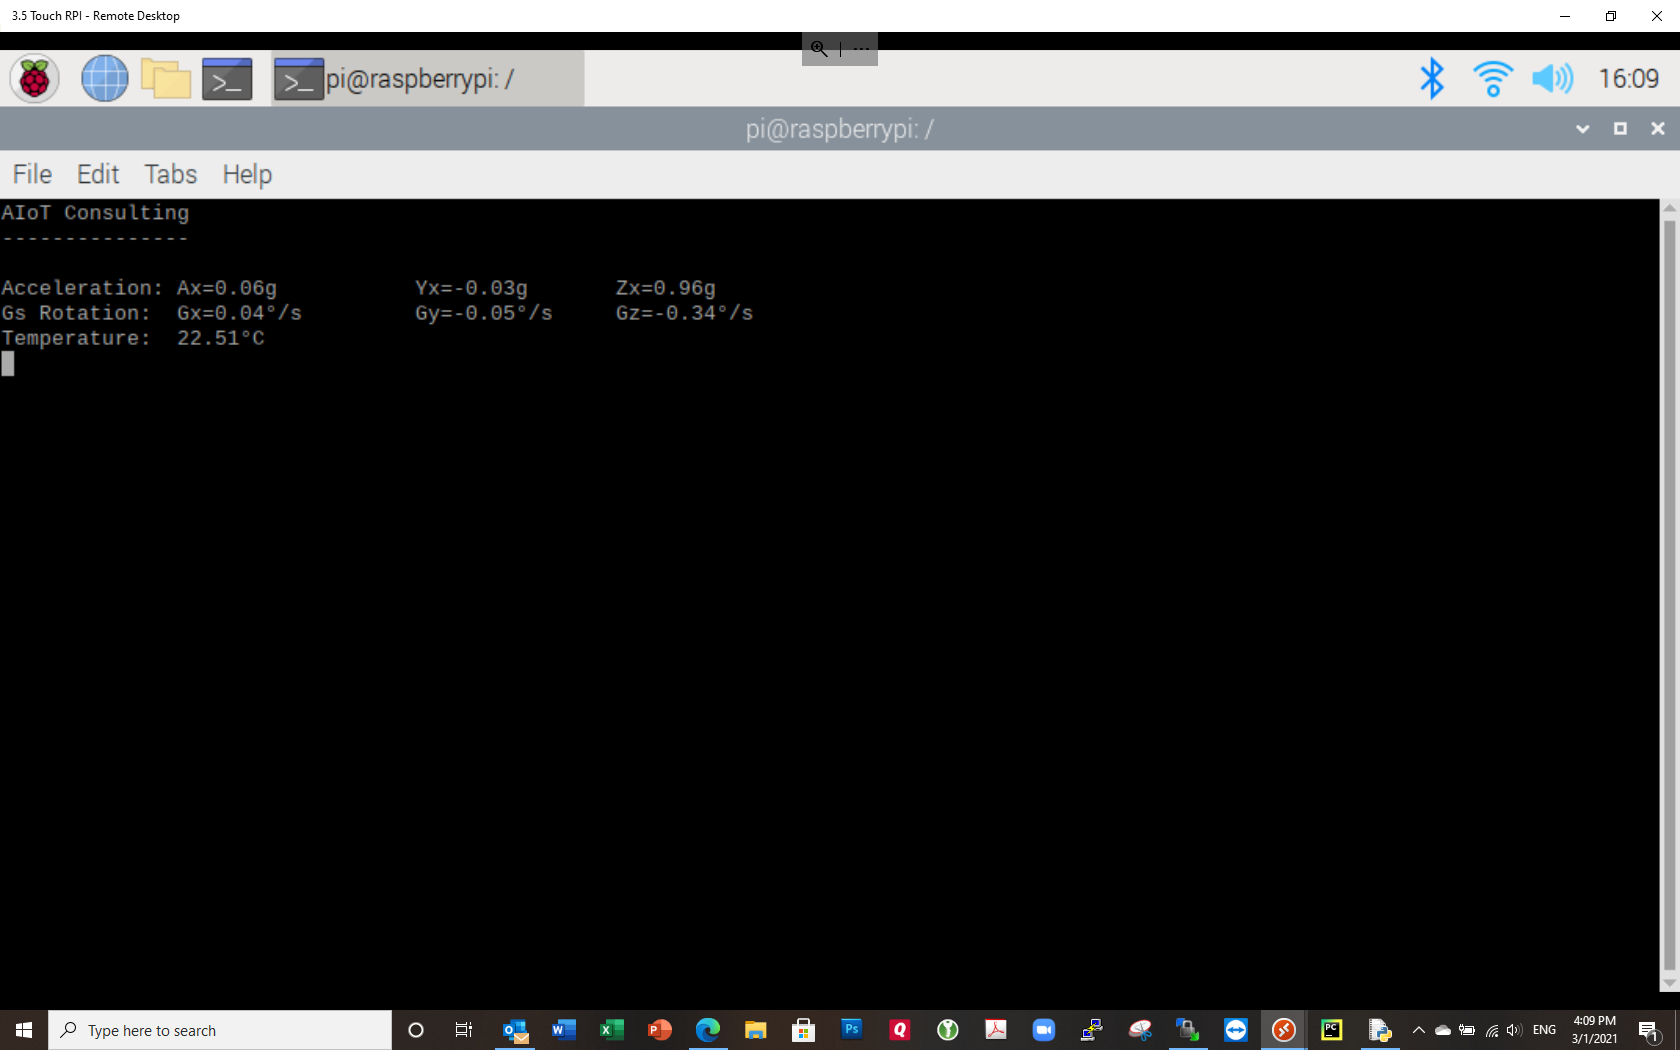 3.5 Touch RPI - Remote Desktop
>_ >_ pi@raspberrypi: / 16:09
pi@raspberrypi: /
File Edit Tabs Help
AIoT Consulting
---------------
Acceleration: Ax=0.06g Yx=-0.03g Zx=0.96g
Gs Rotation: Gx=0.04°/s Gy=-0.05°/s Gz=-0.34°/s
Temperature: 22.51°C
Type here to search
ENG
4:09 PM
3/1/2021